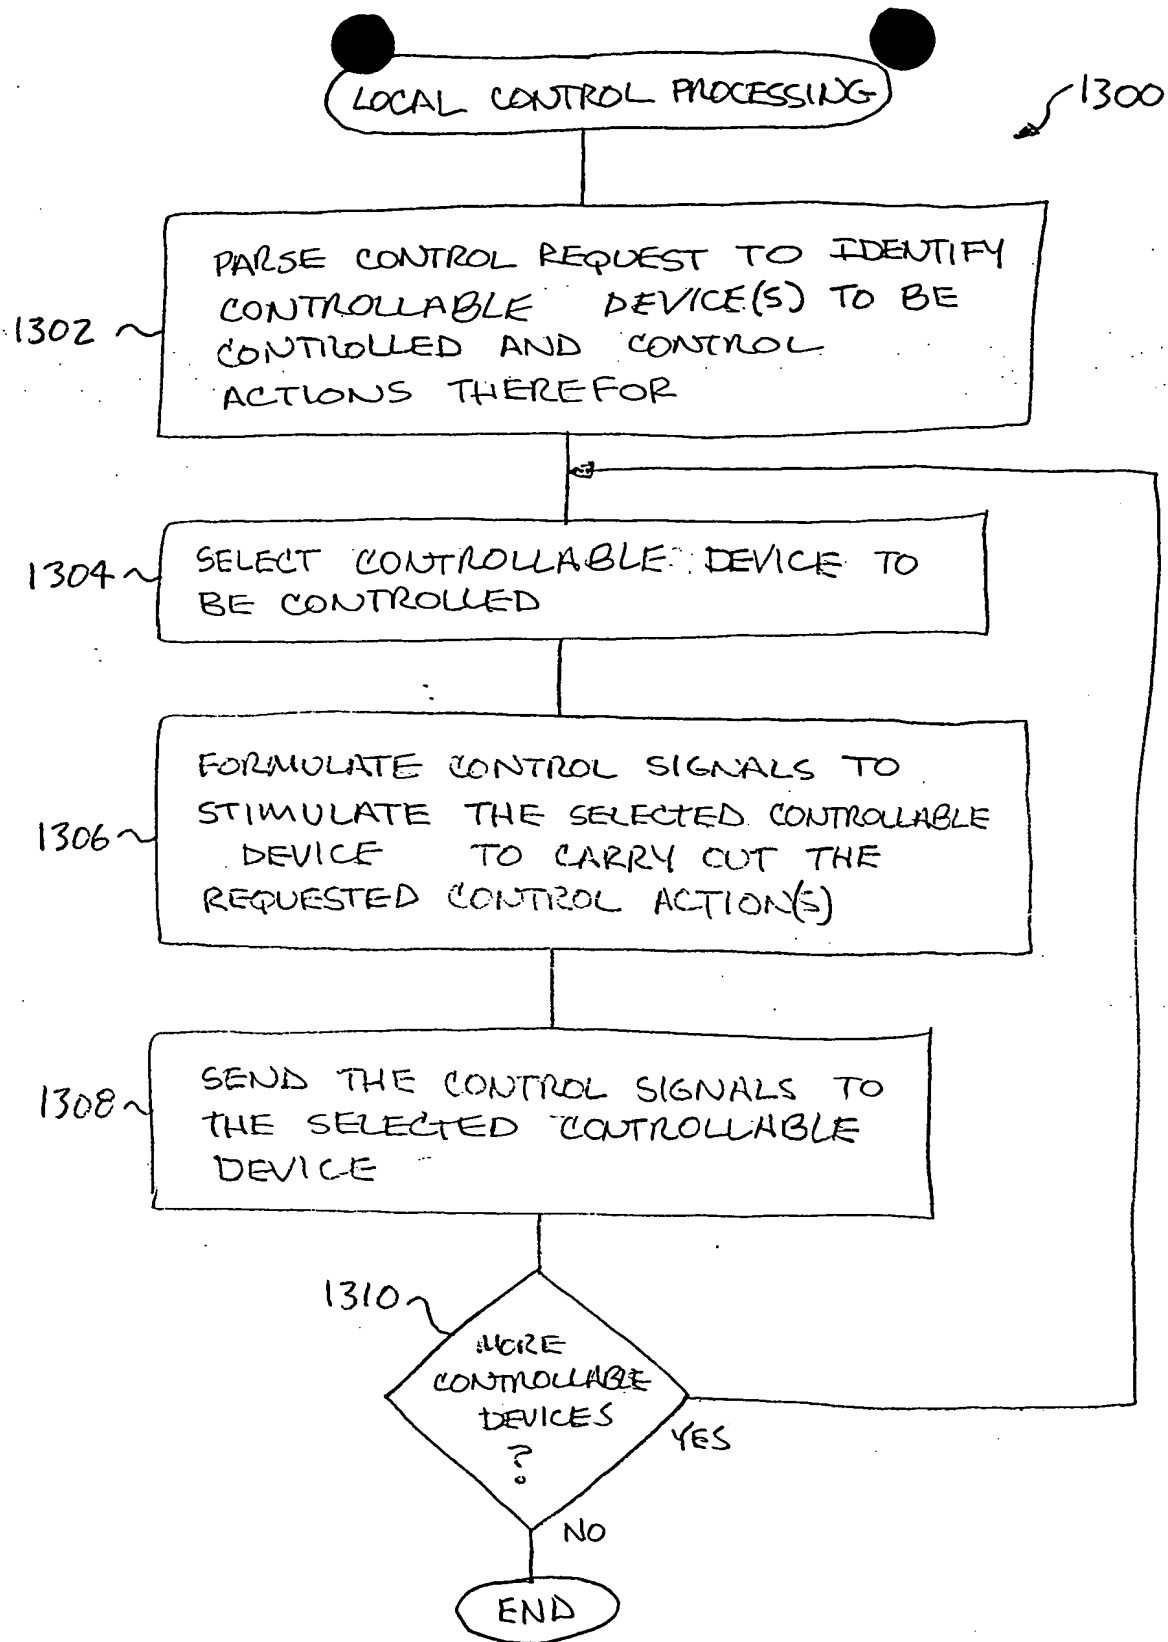 LOCAL CONTROL PROCESSING
1300
PARSE CONTROL REQUEST TO IDENTIFY
CONTROLLABLE DEVICE(S) TO BE
CONTROLLED AND CONTROL
ACTIONS THEREFOR
1302
SELECT CONTROLLABLE DEVICE TO
BE CONTROLLED
1304
FORMULATE CONTROL SIGNALS TO
STIMULATE THE SELECTED CONTROLLABLE
DEVICE TO CARRY OUT THE
REQUESTED CONTROL ACTION(S)
1306
SEND THE CONTROL SIGNALS TO
THE SELECTED CONTROLLABLE
DEVICE
1308
1310
MORE
CONTROLLABLE
DEVICES
?
YES
NO
END